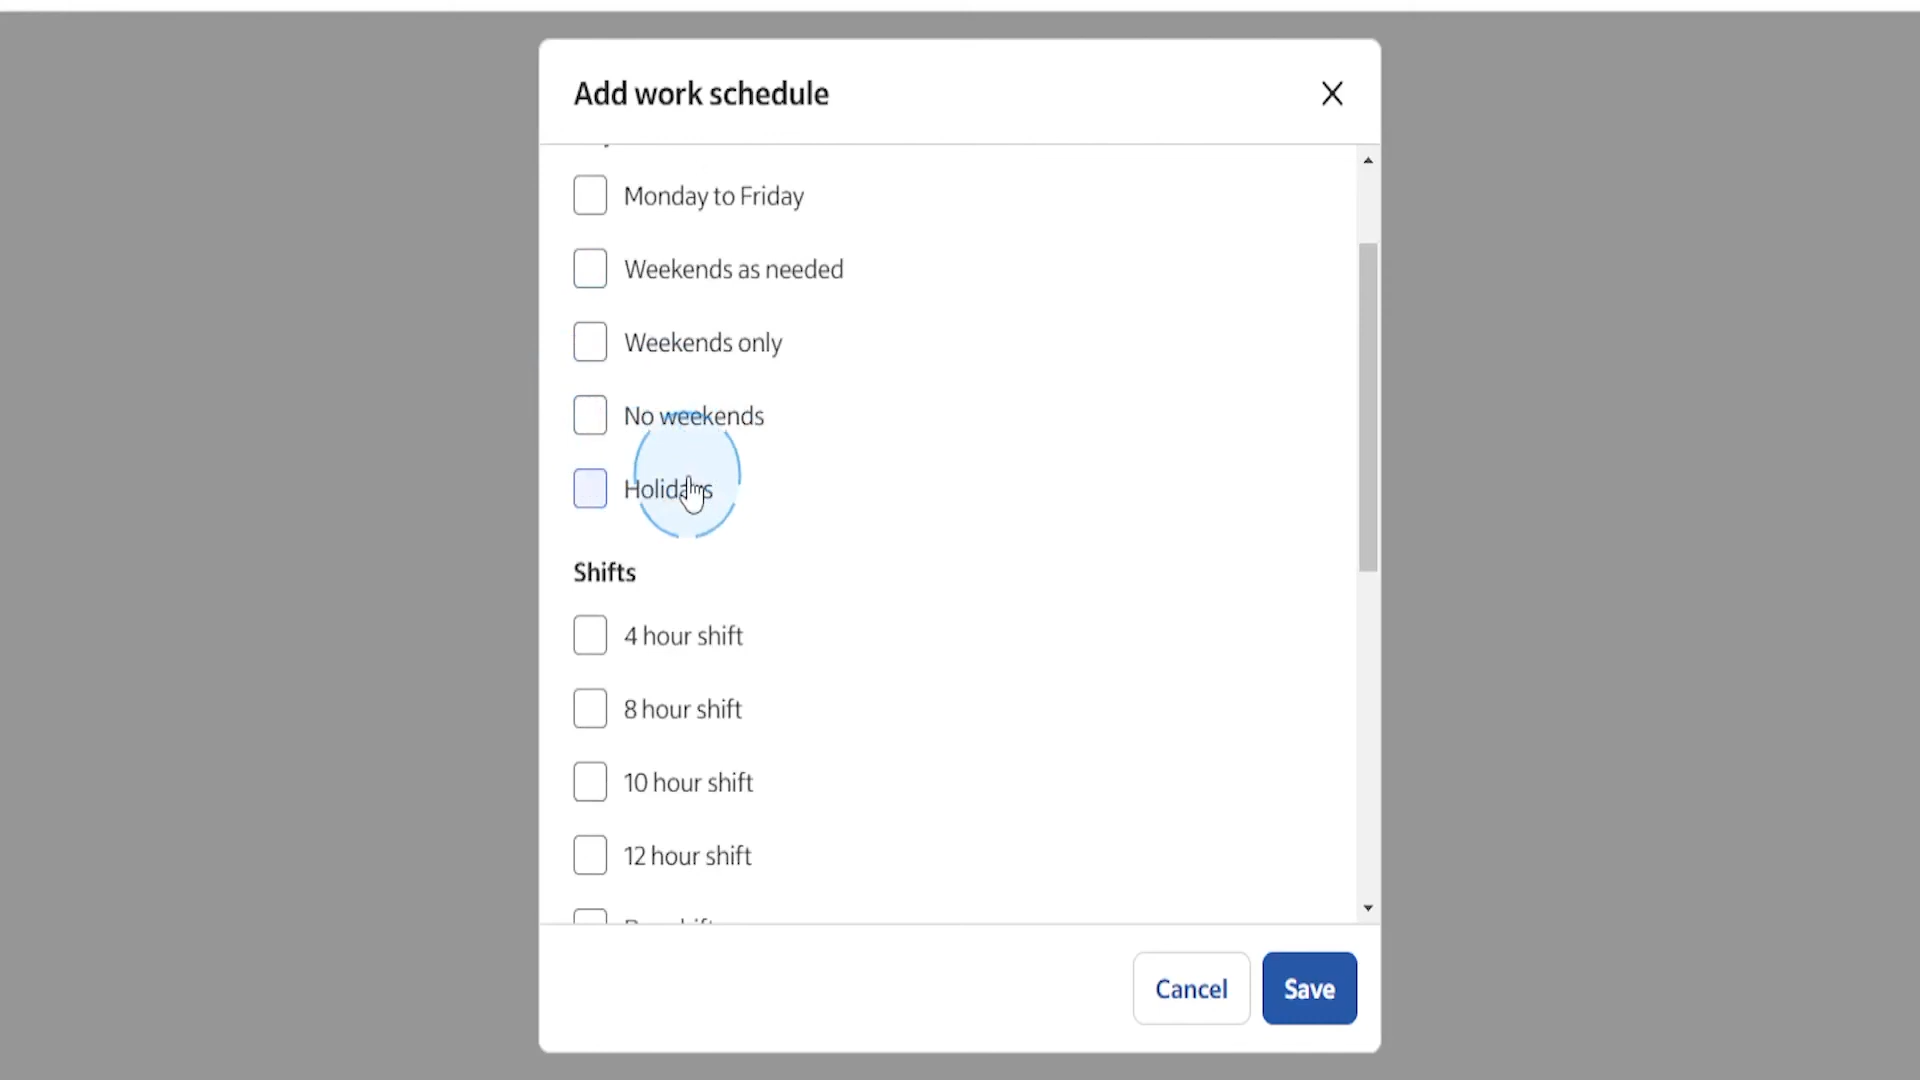 Add work schedule
Monday to Friday
Weekends as needed
Weekends only
No weekends
Holidays
Shifts
4 hour shift
8 hour shift
10 hour shift
12 hour shift
Cancel
Save